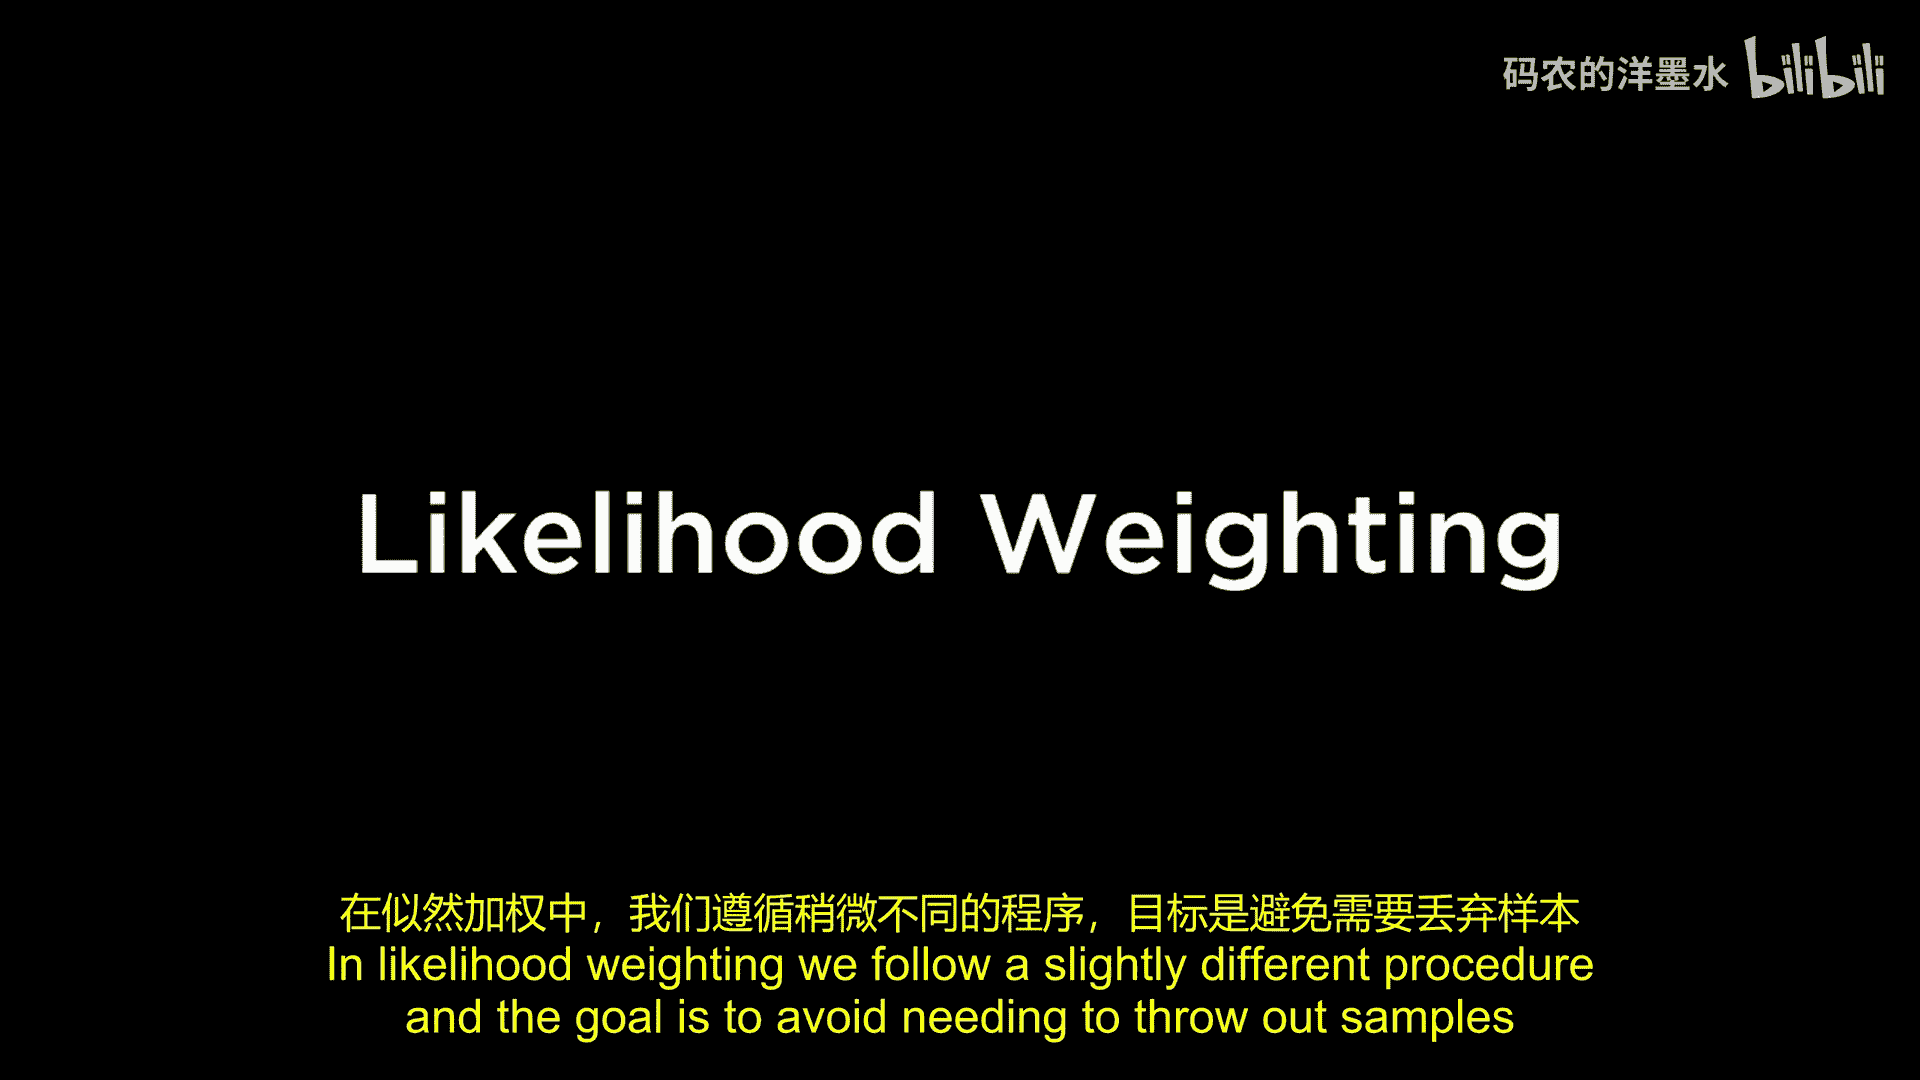 码农的洋墨水 bilibili
Likelihood Weighting
在似然加权中，我们遵循稍微不同的程序，目标是避免需要丢弃样本
In likelihood weighting we follow a slightly different procedure
and the goal is to avoid needing to throw out samples